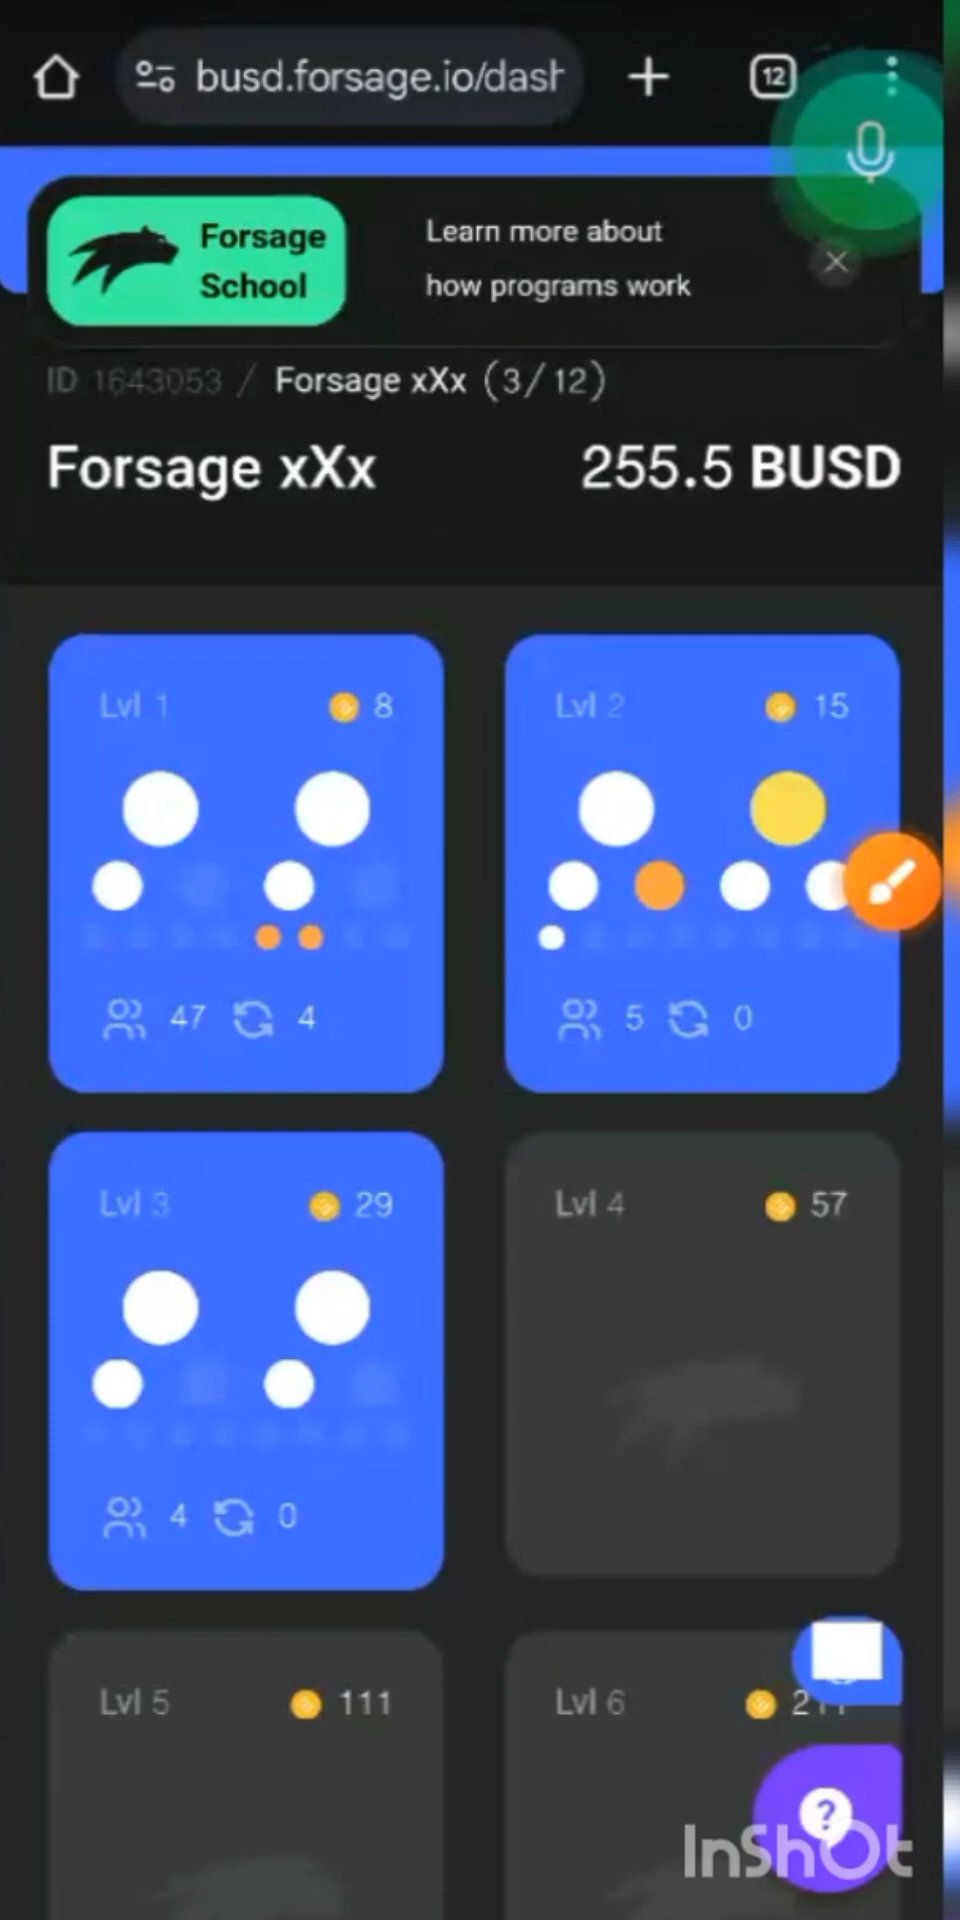 busd.forsage.io/dash
12
Forsage
School
Learn more about
how programs work
ID 1643053 / Forsage xXx (3/12)
Forsage xXx 255.5 BUSD
Lvl 1 8
Lvl 2 15
47 4
5 0
Lvl 3 29
Lvl 4 57
4 0
Lvl 5 111
Lvl 6
?
InShOt